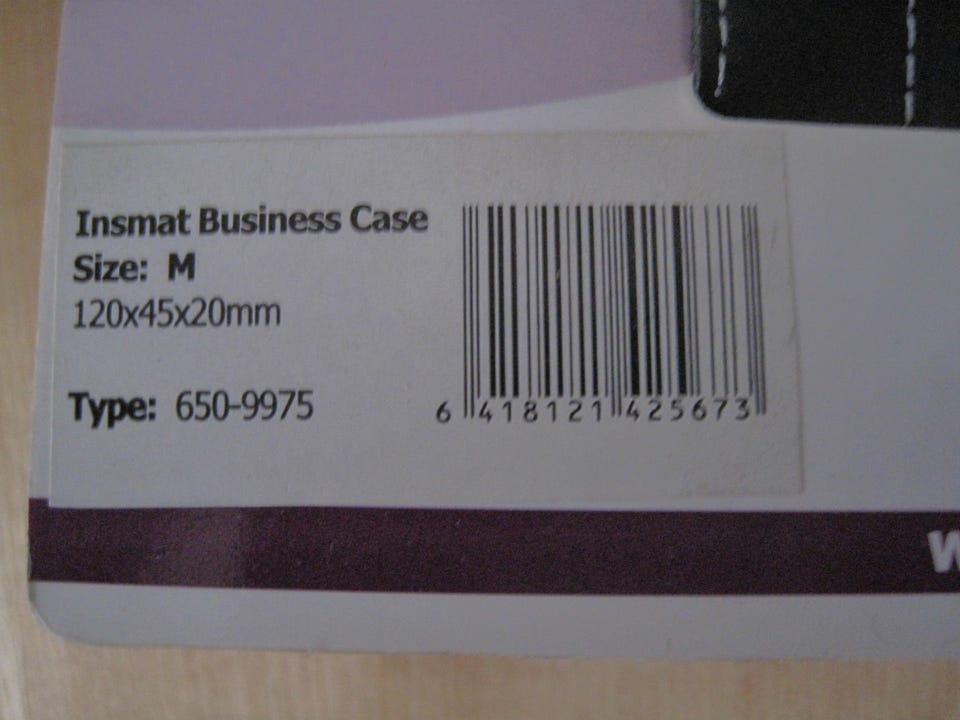 Insmat Business Case
Size: M
120x45x20mm
Type: 650-9975
6 418121 425673